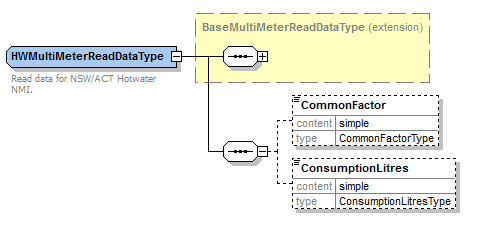 BaseMultiMeterReadDataType (extension)
HWMultiMeterReadDataType
Read data for NSW/ACT Hotwater
NMI.
CommonFactor
content simple
type CommonFactorType
ConsumptionLitres
content simple
type ConsumptionLitresType